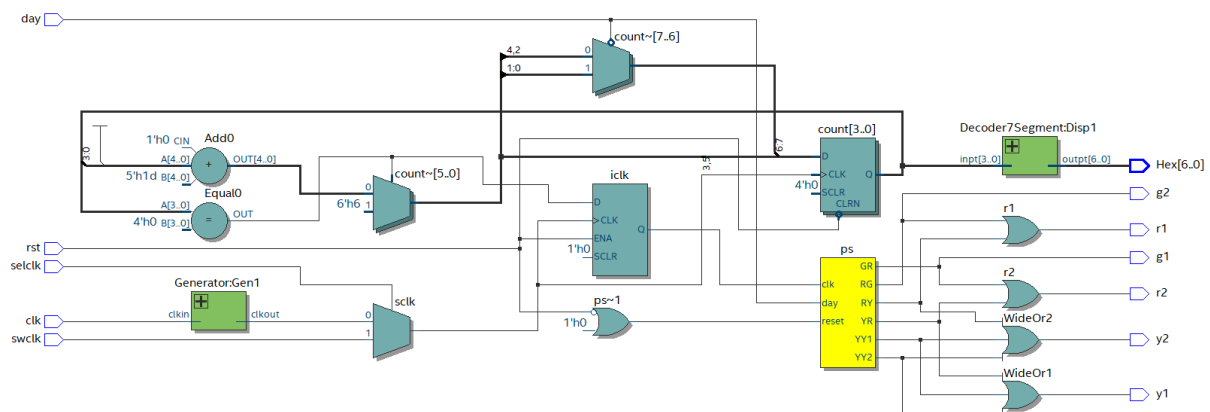 day
count~[7..6]
4,2
0
1:0
1
3:0
1'h0 CIN
Add0
A[4..0]
+
OUT[4..0]
5'h1d B[4..0]
Equal0
A[3..0]
=
OUT
4'h0 B[3..0]
count~[5..0]
0
6'h6 1
iclk
D
>CLK
ENA
1'h0
SCLR
Q
3,5
6:7
count[3..0]
D
>CLK
4'h0
SCLR
CLRN
Q
Decoder7Segment:Disp1
inpt[3..0]
outpt[6..0]
Hex[6..0]
g2
r1
r1
g1
r2
r2
WideOr2
y2
WideOr1
y1
rst
selclk
Generator:Gen1
clkin
clkout
clk
swclk
sclk
0
1
ps~1
1'h0
ps
clk
day
reset
GR
RG
RY
YR
YY1
YY2